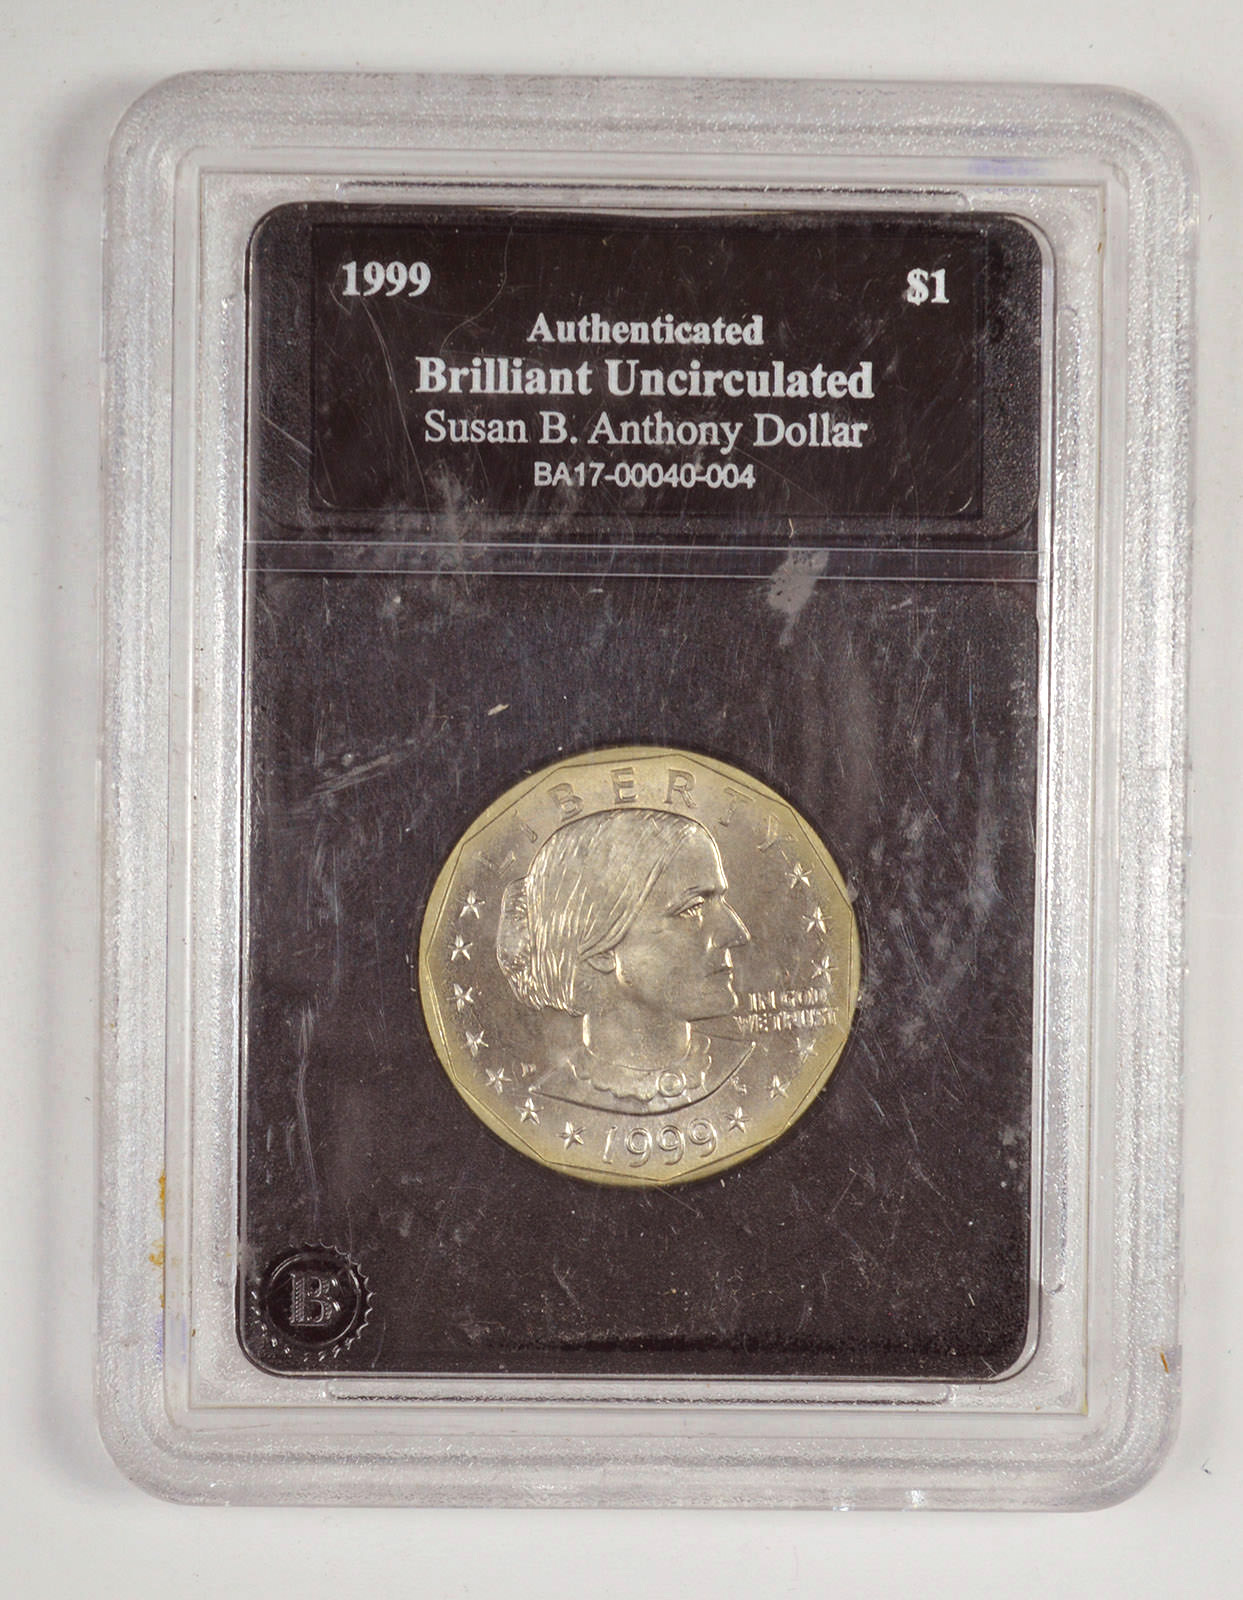 1999 $1
Authenticated
Brilliant Uncirculated
Susan B. Anthony Dollar
BA17-00040-004
LIBERTY
IN GOD
WE TRUST
1999
B